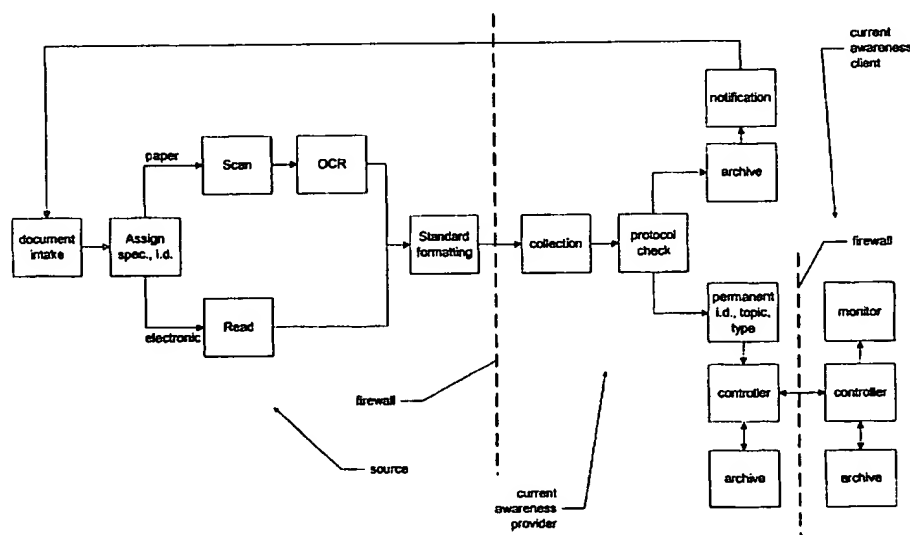 current
awareness
client
notification
paper
Scan
OCR
archive
document
intake
Assign
spec., i.d.
Standard
formatting
collection
protocol
check
firewall
electronic
Read
permanent
i.d., topic,
type
monitor
firewall
controller
controller
source
current
awareness
provider
archive
archive